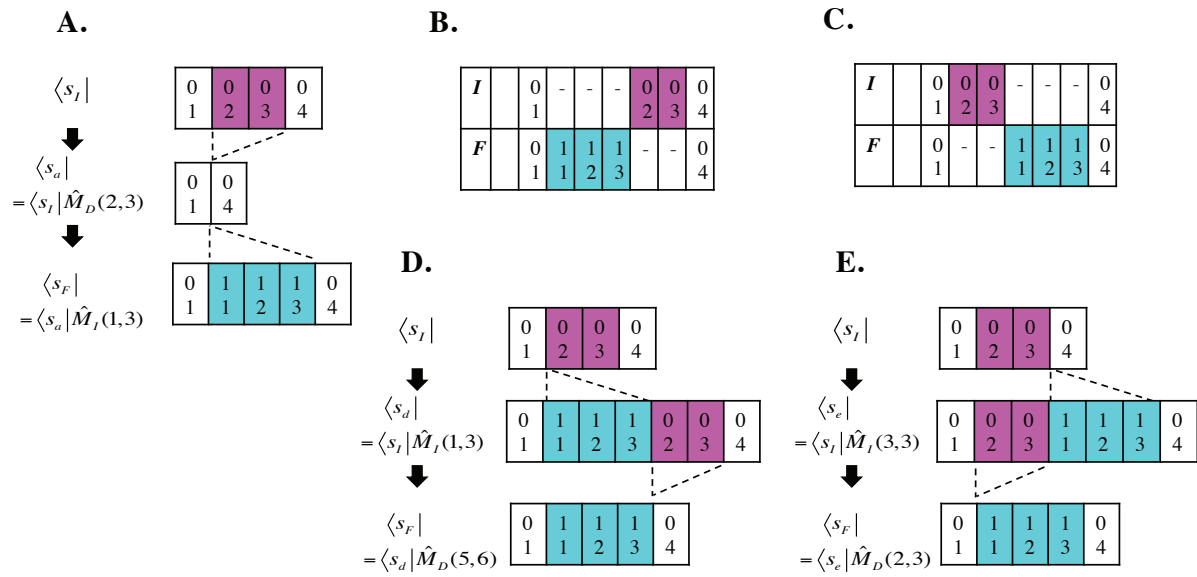 A.
⟨s_I|
0 0 0 0
1 2 3 4
⟨s_a|
= ⟨s_I|M̂_D(2,3)
0 0
1 4
⟨s_F|
= ⟨s_a|M̂_I(1,3)
0 1 1 1 0
1 1 2 3 4
B.
I 0 - - - 0 0 0
1 2 3 4
F 0 1 1 1 - - 0
1 1 2 3 4
C.
I 0 0 0 - - - 0
1 2 3 4
F 0 - - 1 1 1 0
1 1 2 3 4
D.
⟨s_I|
0 0 0 0
1 2 3 4
⟨s_d|
= ⟨s_I|M̂_I(1,3)
0 1 1 1 0 0 0
1 1 2 3 2 3 4
⟨s_F|
= ⟨s_d|M̂_D(5,6)
0 1 1 1 0
1 1 2 3 4
E.
⟨s_I|
0 0 0 0
1 2 3 4
⟨s_e|
= ⟨s_I|M̂_I(3,3)
0 0 0 1 1 1 0
1 2 3 1 2 3 4
⟨s_F|
= ⟨s_e|M̂_D(2,3)
0 1 1 1 0
1 1 2 3 4